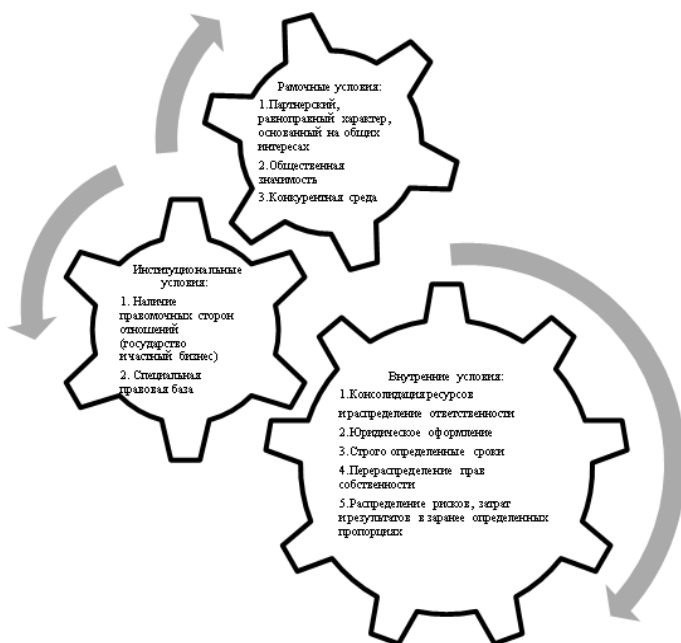 Рамочные условия:
1.Партнерский,
равноправный характер,
основанный на общих
интересах
2.Общественная
значимость
3.Конкурентная среда
Институциональные
условия:
1. Наличие
правомочных сторон
отношений
(государство
и частный бизнес)
2. Специальная
правовая база
Внутренние условия:
1.Консолидация ресурсов
и распределение ответственности
2.Юридическое оформление
3.Строго определенные сроки
4.Перераспределение прав
собственности
5.Распределение рисков, затрат
и результатов в заранее определенных
пропорциях